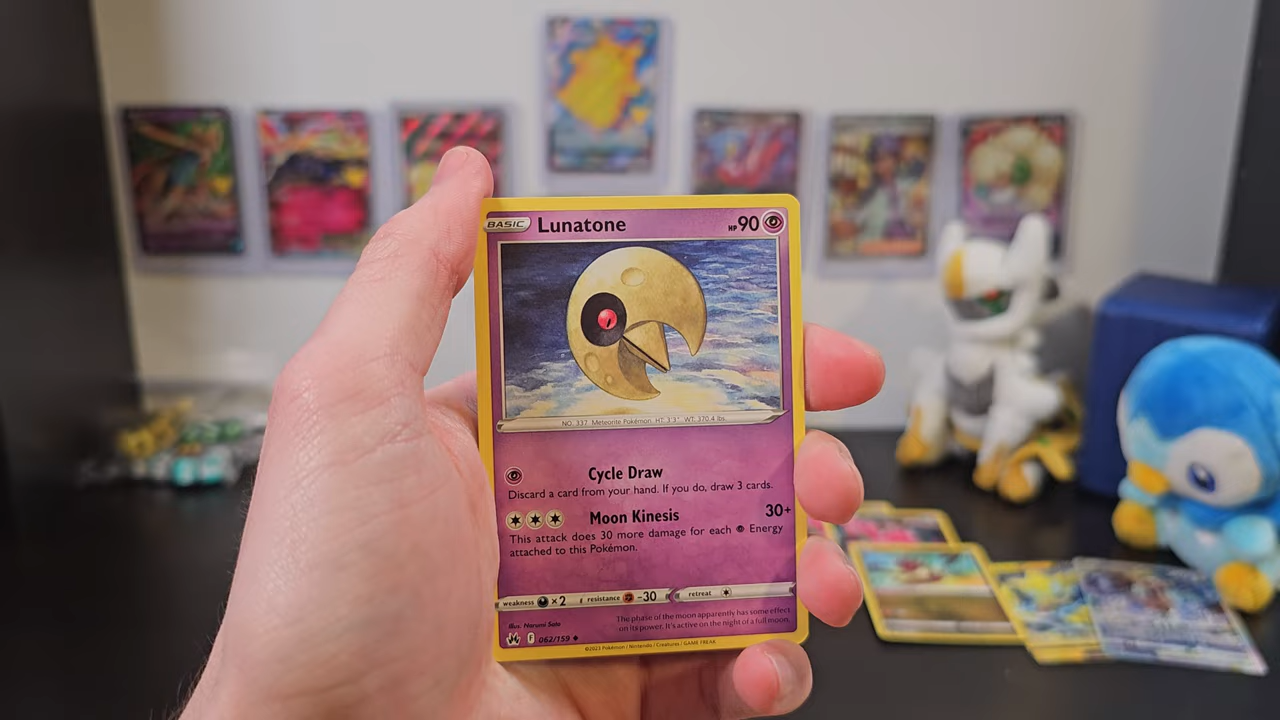 BASIC Lunatone HP 90
NO. 337 Meteorite Pokémon HT: 3'3" WT: 370.4 lbs.
Cycle Draw
Discard a card from your hand. If you do, draw 3 cards.
Moon Kinesis 30+
This attack does 30 more damage for each Energy
attached to this Pokémon.
weakness ×2 resistance -30 retreat
Illus. Narumi Sato
The phase of the moon apparently has some effect
on its power. It's active on the night of a full moon.
F 062/159
©2023 Pokémon / Nintendo / Creatures / GAME FREAK